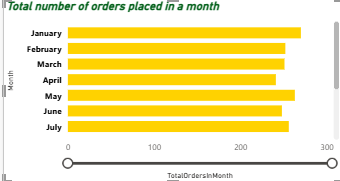 Total number of orders placed in a month
January
February
March
April
May
June
July
Month
0 100 200 300
TotalOrdersInMonth